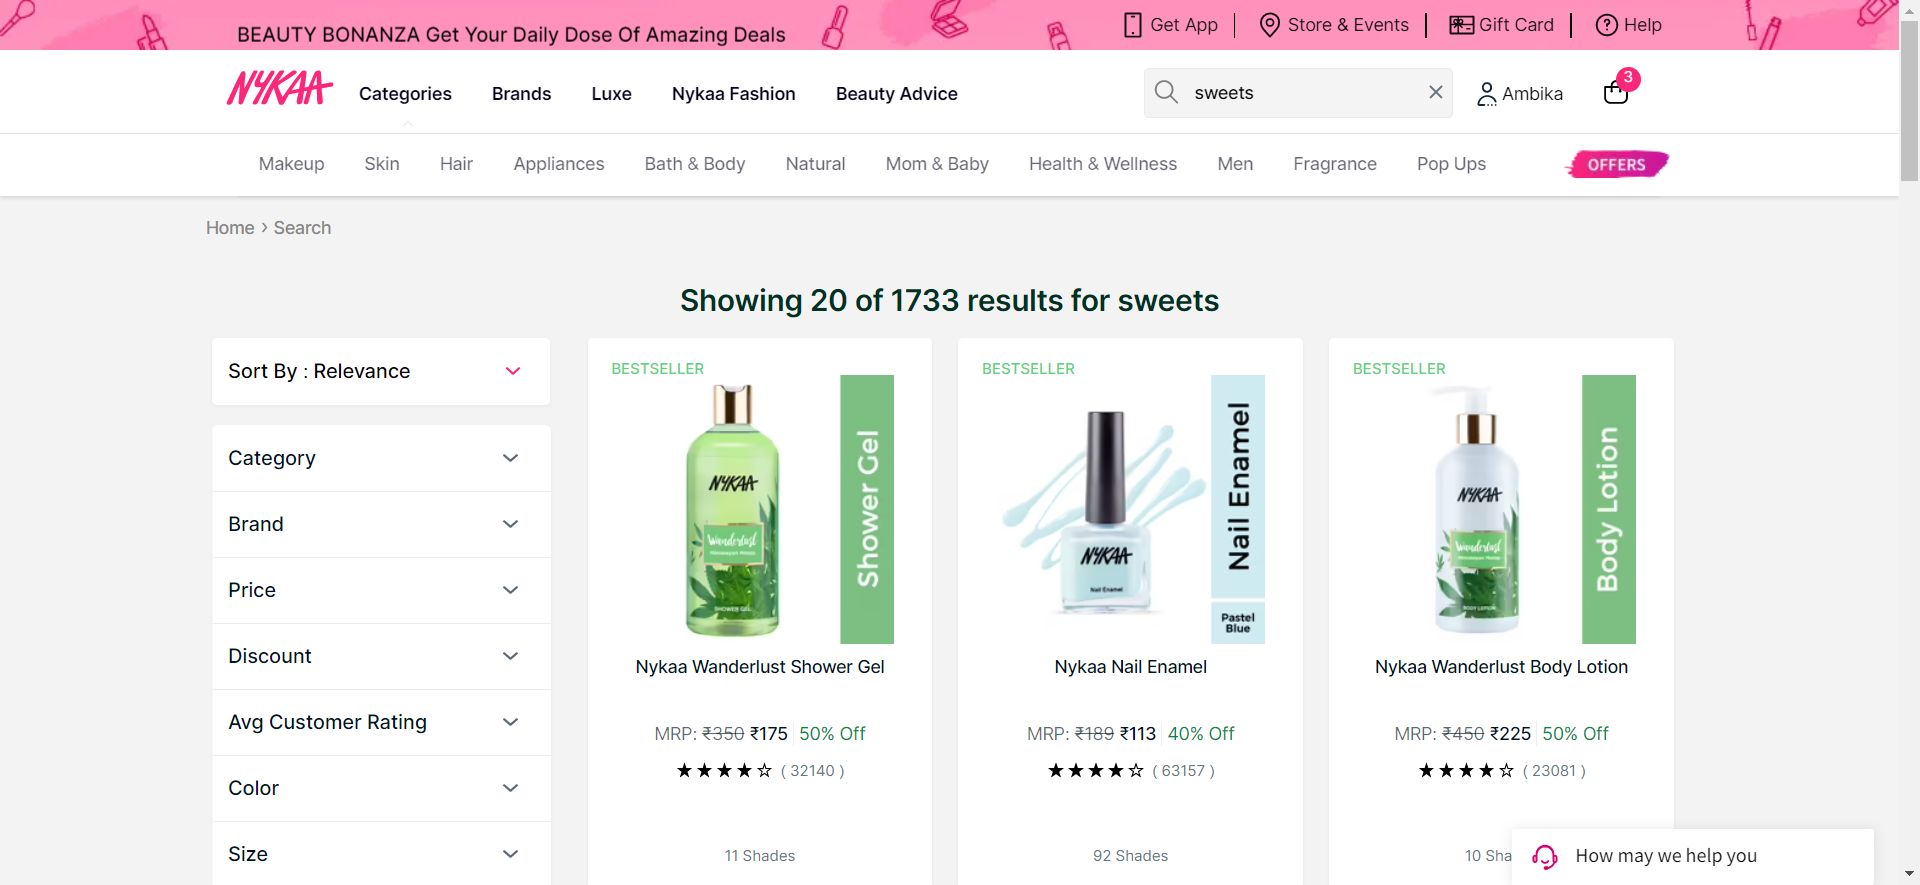 BEAUTY BONANZA Get Your Daily Dose Of Amazing Deals
Get App
Store & Events
Gift Card
Help
NYKAA
Categories
Brands
Luxe
Nykaa Fashion
Beauty Advice
sweets
Ambika
3
Makeup
Skin
Hair
Appliances
Bath & Body
Natural
Mom & Baby
Health & Wellness
Men
Fragrance
Pop Ups
OFFERS
Home › Search
Showing 20 of 1733 results for sweets
Sort By : Relevance
Category
Brand
Price
Discount
Avg Customer Rating
Color
Size
BESTSELLER
NYKAA
Wanderlust
SHOWER GEL
Shower Gel
Nykaa Wanderlust Shower Gel
MRP: ₹350 ₹175 50% Off
( 32140 )
11 Shades
BESTSELLER
NYKAA
Nail Enamel
Nail Enamel
Pastel
Blue
Nykaa Nail Enamel
MRP: ₹189 ₹113 40% Off
( 63157 )
92 Shades
BESTSELLER
NYKAA
Wanderlust
BODY LOTION
Body Lotion
Nykaa Wanderlust Body Lotion
MRP: ₹450 ₹225 50% Off
( 23081 )
10 Sha
How may we help you